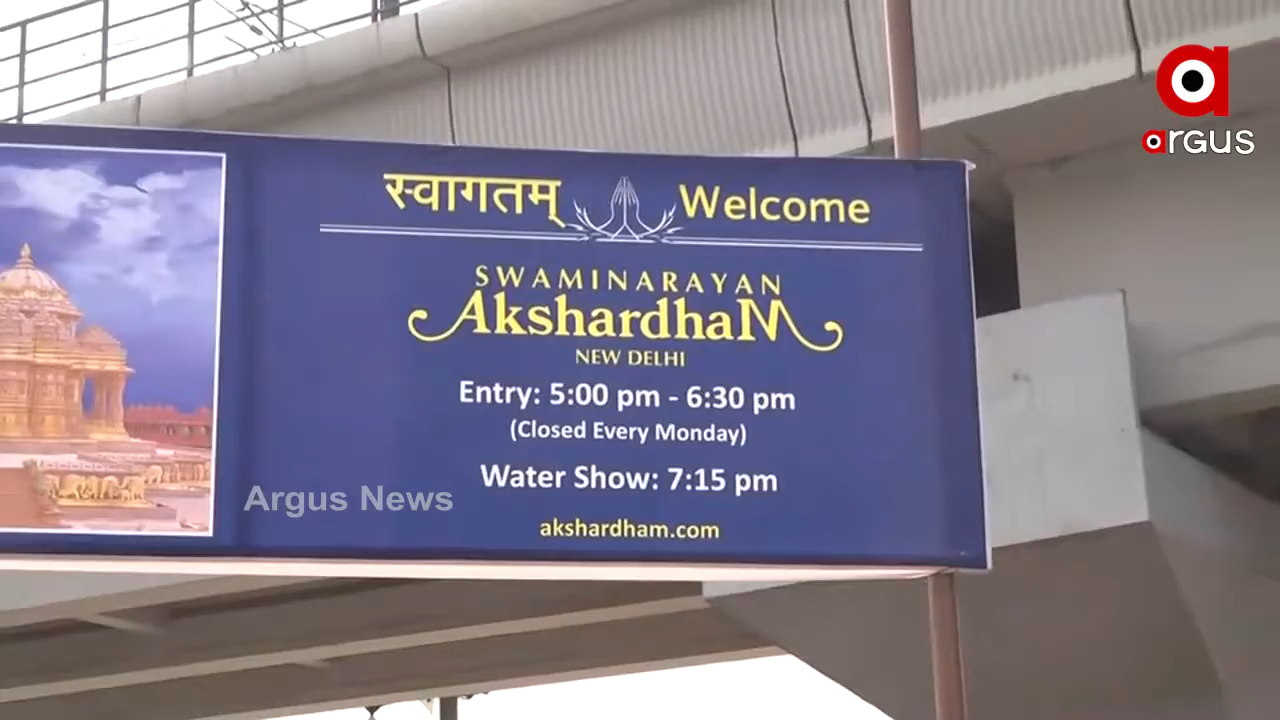 स्वागतम् Welcome
SWAMINARAYAN
AkshardhaM
NEW DELHI
Entry: 5:00 pm - 6:30 pm
(Closed Every Monday)
Water Show: 7:15 pm
akshardham.com
Argus News
a
argus